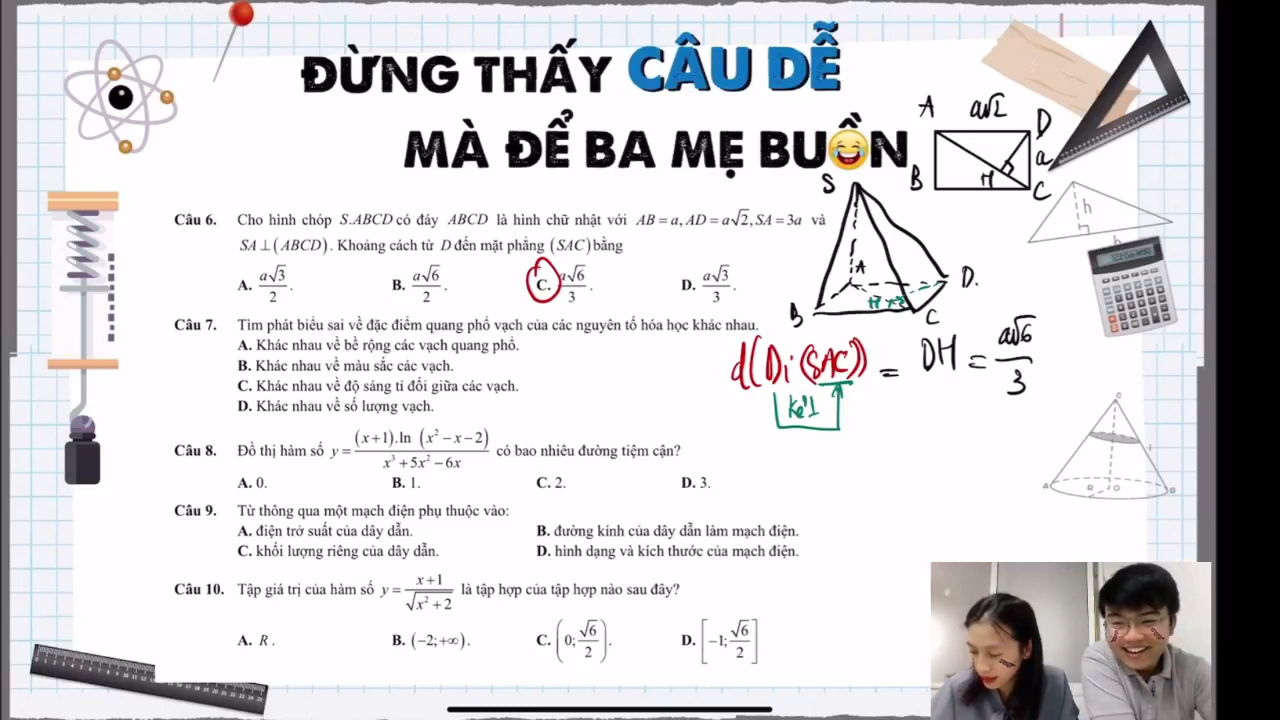 ĐỪNG THẤY CÂU DỄ
MÀ ĐỂ BA MẸ BUỒN
Câu 6. Cho hình chóp S.ABCD có đáy ABCD là hình chữ nhật với AB = a, AD = a√2, SA = 3a và
SA ⊥ (ABCD). Khoảng cách từ D đến mặt phẳng (SAC) bằng
A. a√3/2. B. a√6/2. C. a√6/3. D. a√3/3.
Câu 7. Tìm phát biểu sai về đặc điểm quang phổ vạch của các nguyên tố hóa học khác nhau.
A. Khác nhau về bề rộng các vạch quang phổ.
B. Khác nhau về màu sắc các vạch.
C. Khác nhau về độ sáng tỉ đối giữa các vạch.
D. Khác nhau về số lượng vạch.
Câu 8. Đồ thị hàm số y = (x+1).ln (x² − x − 2) / x³ + 5x² − 6x có bao nhiêu đường tiệm cận?
A. 0. B. 1. C. 2. D. 3.
Câu 9. Từ thông qua một mạch điện phụ thuộc vào:
A. điện trở suất của dây dẫn. B. đường kính của dây dẫn làm mạch điện.
C. khối lượng riêng của dây dẫn. D. hình dạng và kích thước của mạch điện.
Câu 10. Tập giá trị của hàm số y = x+1 / √(x² + 2) là tập hợp của tập hợp nào sau đây?
A. R . B. (−2;+∞). C. (0; √6/2). D. [−1; √6/2]
A a√2 D
a
B H C
S
A
D
B H C
d(D; (SAC)) = DH = a√6/3
kẻ ⊥
h
h
A R O B